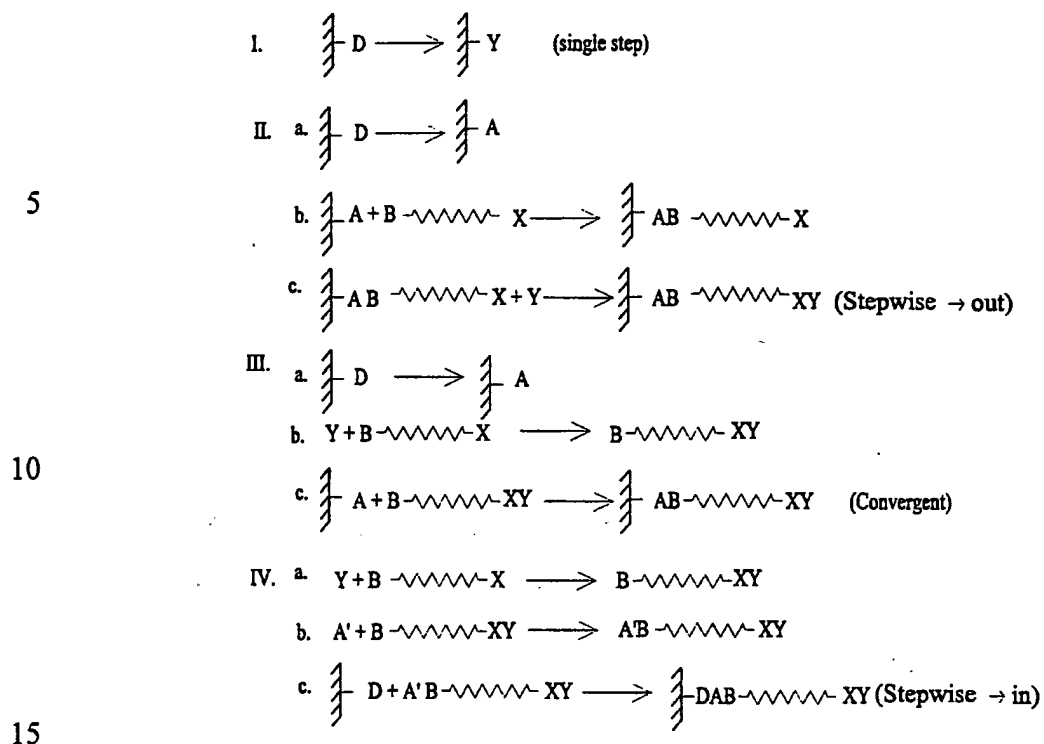 I. D → Y (single step)
II. a. D → A
5
b. A + B X → AB X
c. A B X + Y → AB XY (Stepwise → out)
III. a. D → A
b. Y + B X → B XY
10
c. A + B XY → AB XY (Convergent)
IV. a. Y + B X → B XY
b. A' + B XY → A'B XY
c. D + A' B XY → DAB XY (Stepwise → in)
15